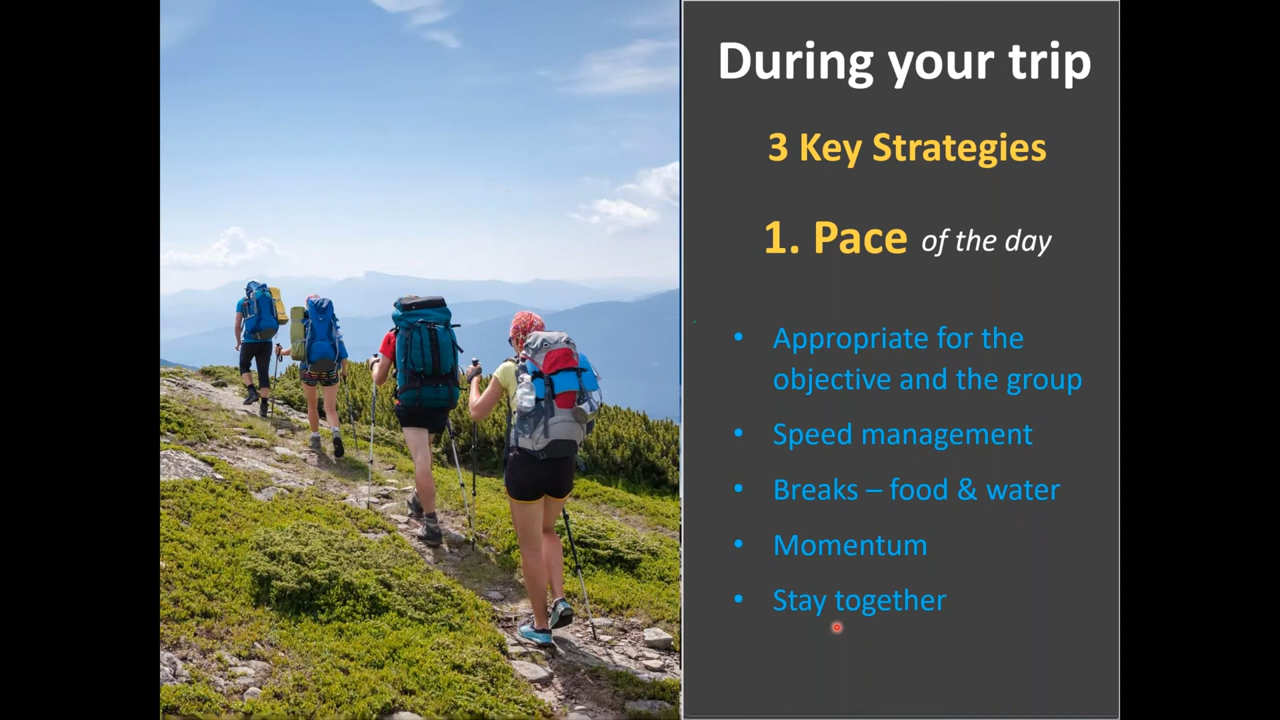 During your trip
3 Key Strategies
1. Pace of the day
• Appropriate for the
objective and the group
• Speed management
• Breaks – food & water
• Momentum
• Stay together